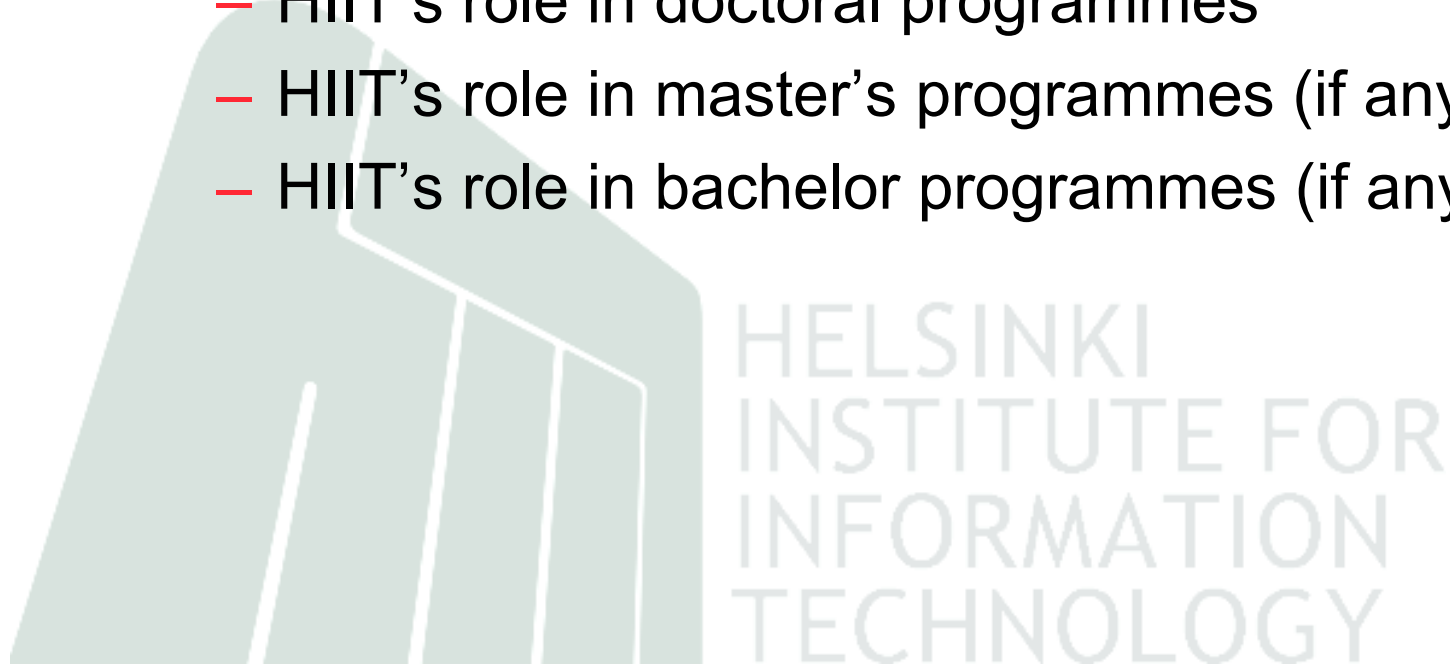 – HIIT's role in doctoral programmes
– HIIT’s role in master’s programmes (if any
– HIIT’s role in bachelor programmes (if any
HELSINKI
INSTITUTE FOR
INFORMATION
TECHNOLOGY